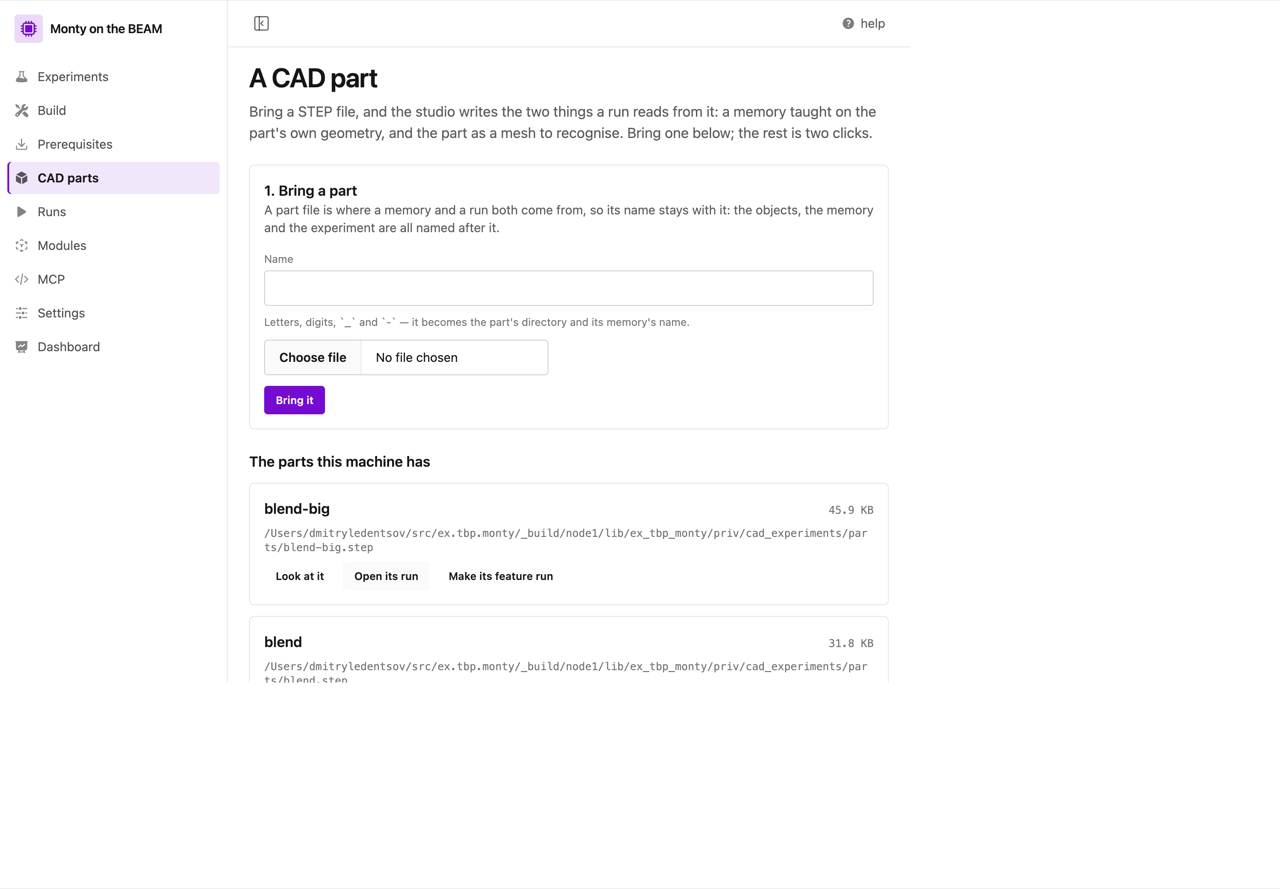 Monty on the BEAM
help
Experiments
Build
Prerequisites
CAD parts
Runs
Modules
MCP
Settings
Dashboard
A CAD part
Bring a STEP file, and the studio writes the two things a run reads from it: a memory taught on the
part's own geometry, and the part as a mesh to recognise. Bring one below; the rest is two clicks.
1. Bring a part
A part file is where a memory and a run both come from, so its name stays with it: the objects, the memory
and the experiment are all named after it.
Name
Letters, digits, `_` and `-` — it becomes the part's directory and its memory's name.
Choose file
No file chosen
Bring it
The parts this machine has
blend-big
45.9 KB
/Users/dmitryledentsov/src/ex.tbp.monty/_build/node1/lib/ex_tbp_monty/priv/cad_experiments/par
ts/blend-big.step
Look at it
Open its run
Make its feature run
blend
31.8 KB
/Users/dmitryledentsov/src/ex.tbp.monty/_build/node1/lib/ex_tbp_monty/priv/cad_experiments/par
ts/blend.step